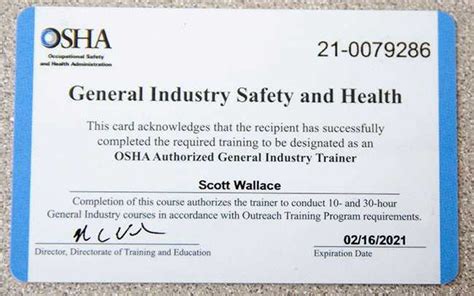 OSHA
Occupational Safety
and Health Administration
21-0079286
General Industry Safety and Health
This card acknowledges that the recipient has successfully
completed the required training to be designated as an
OSHA Authorized General Industry Trainer
Scott Wallace
Completion of this course authorizes the trainer to conduct 10- and 30-hour
General Industry courses in accordance with Outreach Training Program requirements.
02/16/2021
Director, Directorate of Training and Education
Expiration Date